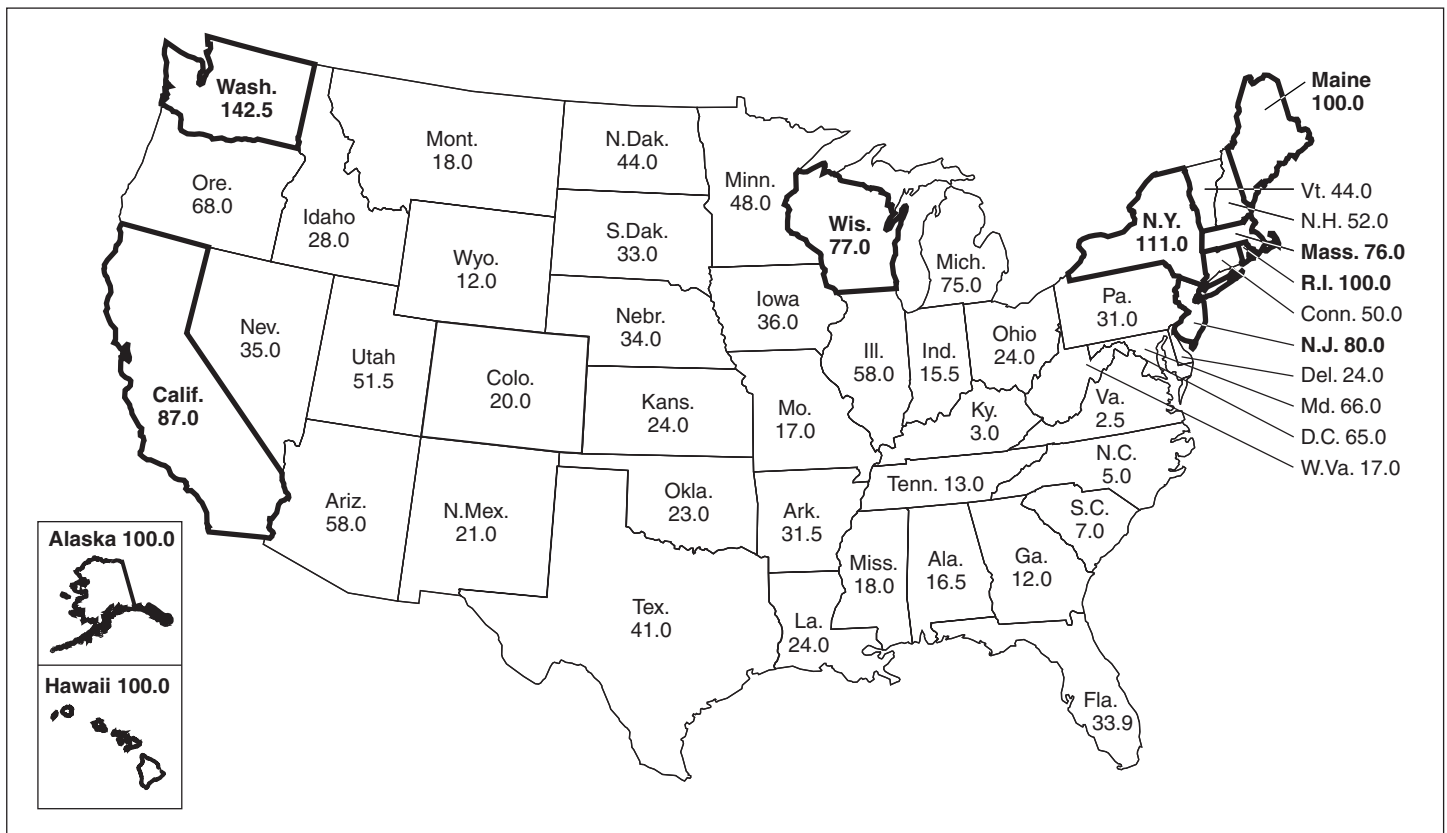 Wash.
142.5
Maine
100.0
Mont.
18.0
N.Dak.
44.0
Minn.
48.0
Ore.
68.0
Idaho
28.0
Wis.
77.0
N.Y.
111.0
Vt. 44.0
N.H. 52.0
Mass. 76.0
R.I. 100.0
Conn. 50.0
N.J. 80.0
Del. 24.0
Md. 66.0
D.C. 65.0
W.Va. 17.0
S.Dak.
33.0
Wyo.
12.0
Mich.
75.0
Iowa
36.0
Nebr.
34.0
Pa.
31.0
Nev.
35.0
Utah
51.5
Ill.
58.0
Ind.
15.5
Ohio
24.0
Colo.
20.0
Calif.
87.0
Kans.
24.0
Mo.
17.0
Ky.
3.0
Va.
2.5
N.C.
5.0
Tenn. 13.0
Ariz.
58.0
N.Mex.
21.0
Okla.
23.0
Ark.
31.5
S.C.
7.0
Miss.
18.0
Ala.
16.5
Ga.
12.0
Alaska 100.0
Tex.
41.0
La.
24.0
Hawaii 100.0
Fla.
33.9